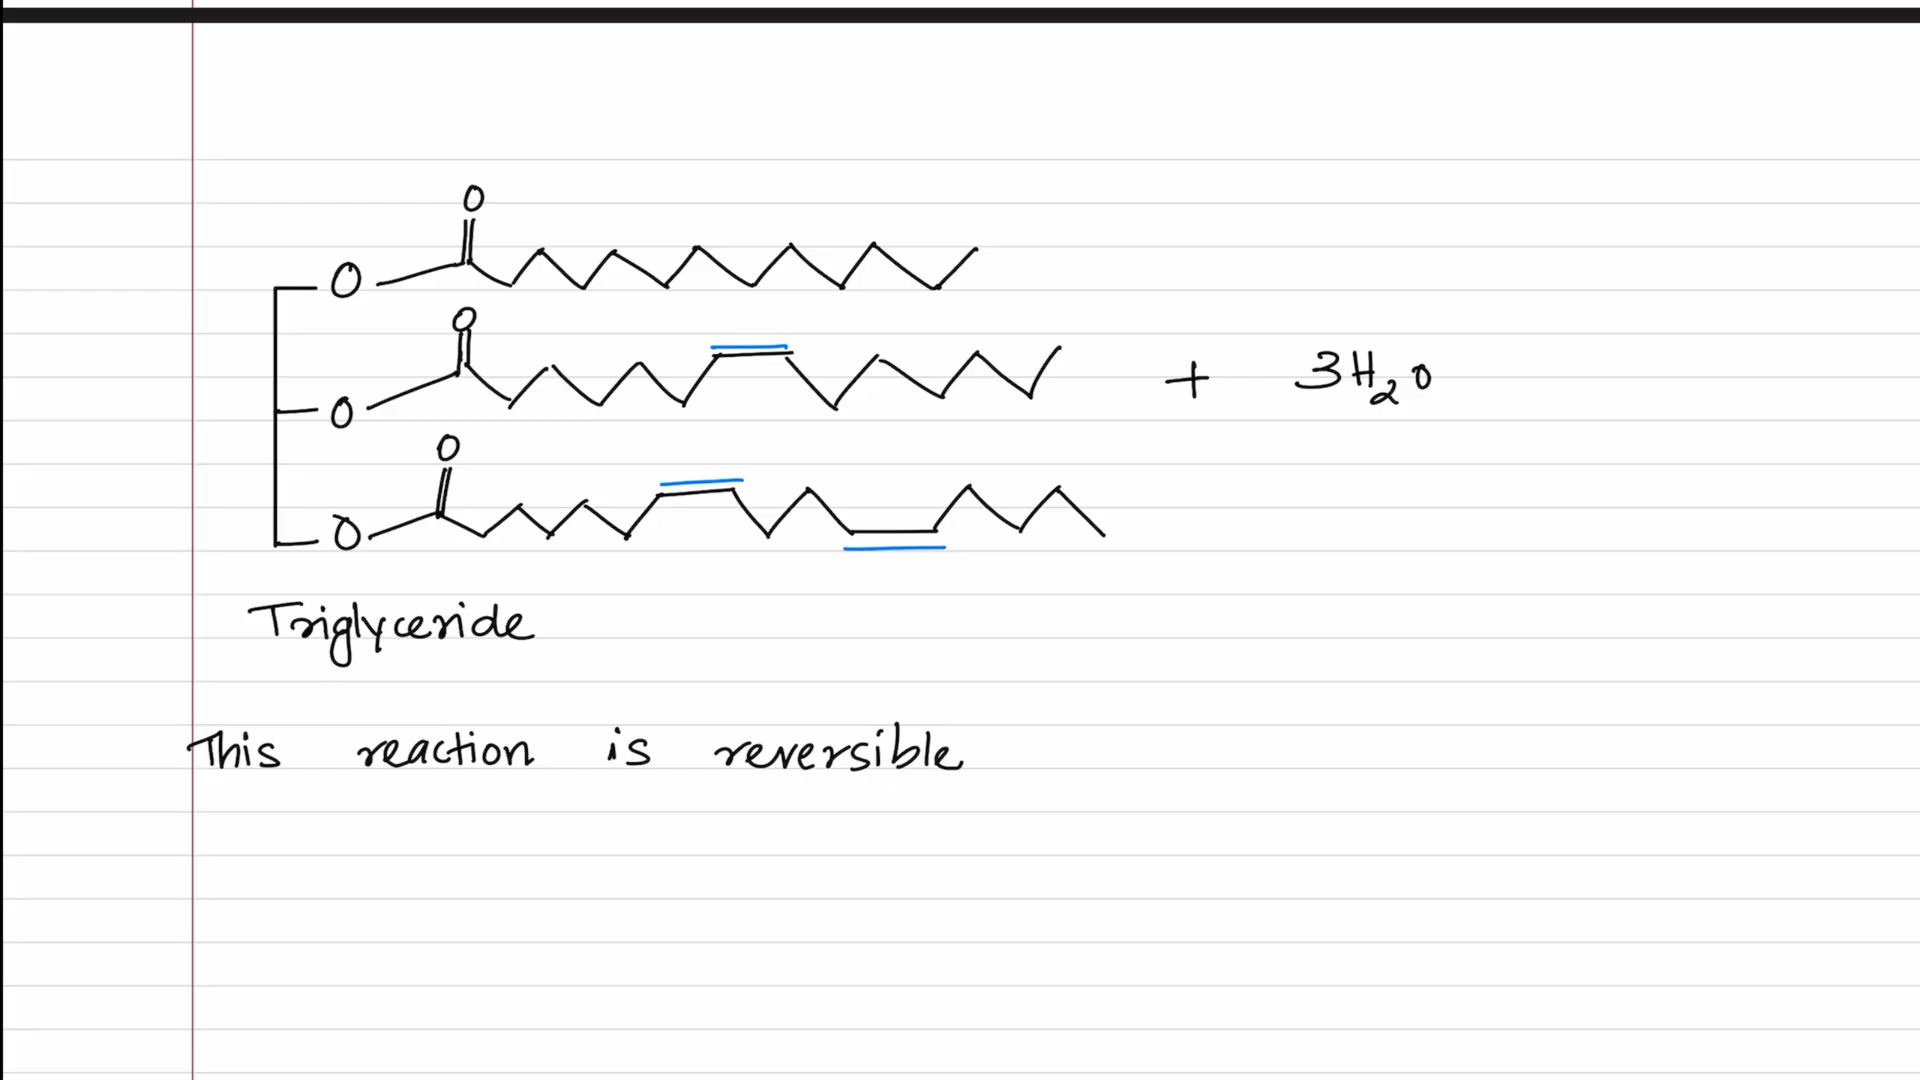 O
O
O
O + 3H₂O
O
O
Triglyceride
This reaction is reversible